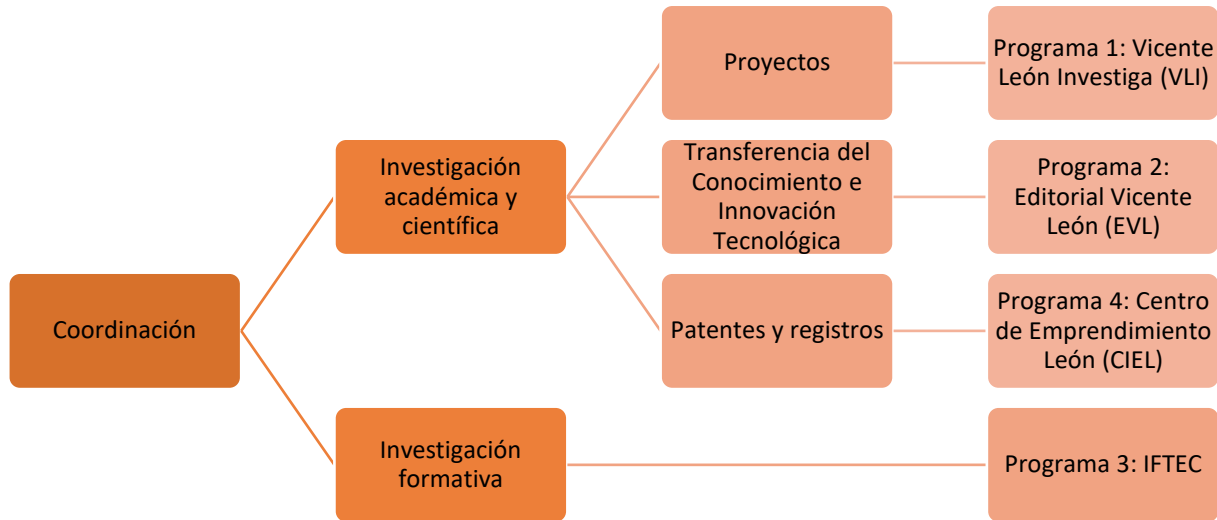 Coordinación
Investigación
académica y
científica
Proyectos
Programa 1: Vicente
León Investiga (VLI)
Transferencia del
Conocimiento e
Innovación
Tecnológica
Programa 2:
Editorial Vicente
León (EVL)
Patentes y registros
Programa 4: Centro
de Emprendimiento
León (CIEL)
Investigación
formativa
Programa 3: IFTEC